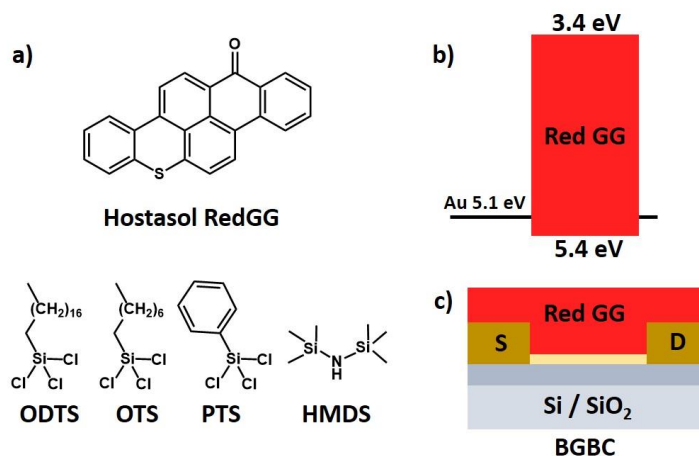 a)
O
S
Hostasol RedGG
(CH₂)₁₆
Si Cl
Cl Cl
ODTS
(CH₂)₆
Si Cl
Cl Cl
OTS
Si Cl
Cl Cl
PTS
Si N Si
H
HMDS
b)
3.4 eV
Red GG
Au 5.1 eV
5.4 eV
c)
Red GG
S D
Si / SiO₂
BGBC